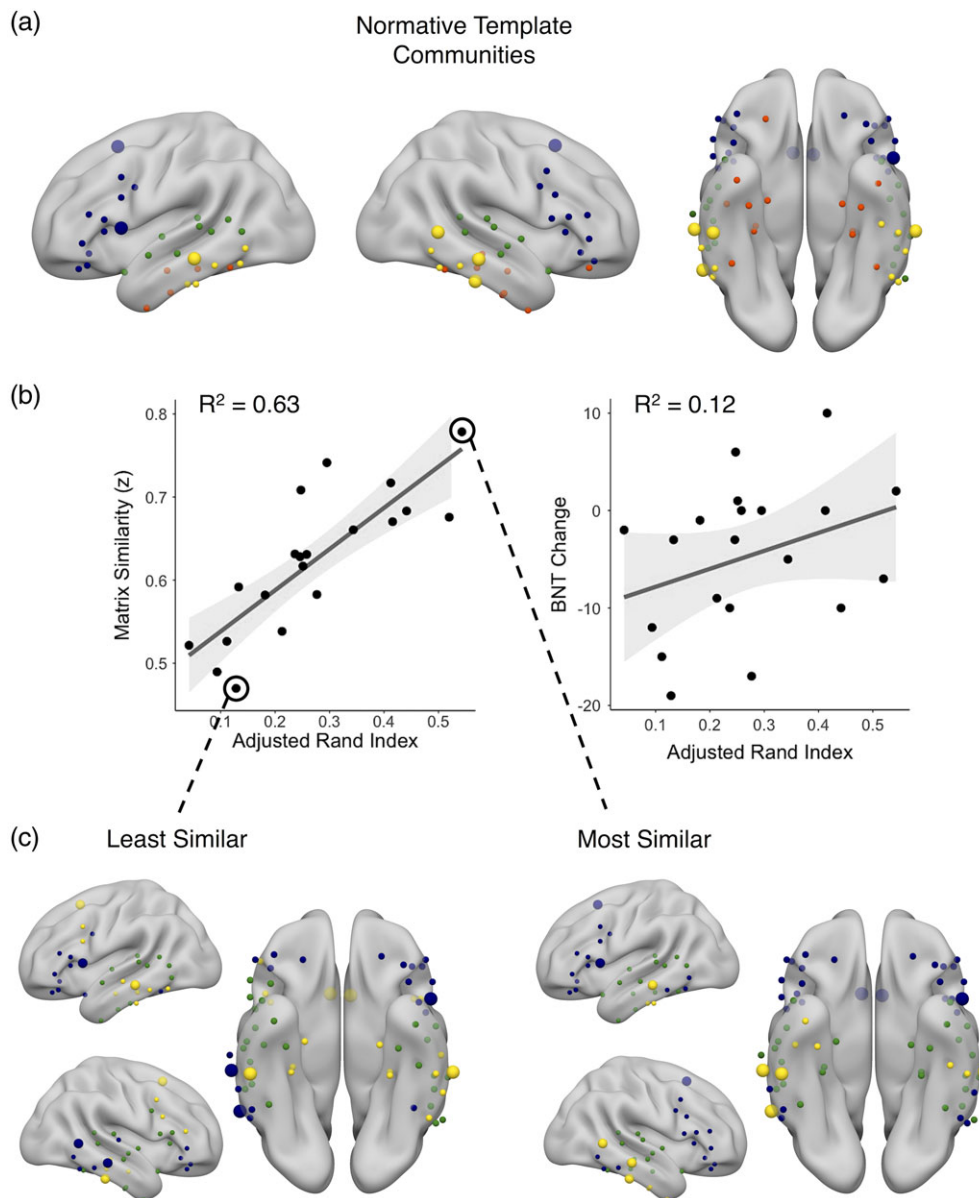 (a)
Normative Template
Communities
(b)
R² = 0.63
Matrix Similarity (z)
0.8
0.7
0.6
0.5
0.1 0.2 0.3 0.4 0.5
Adjusted Rand Index
R² = 0.12
BNT Change
10
0
-10
-20
0.1 0.2 0.3 0.4 0.5
Adjusted Rand Index
(c)
Least Similar
Most Similar